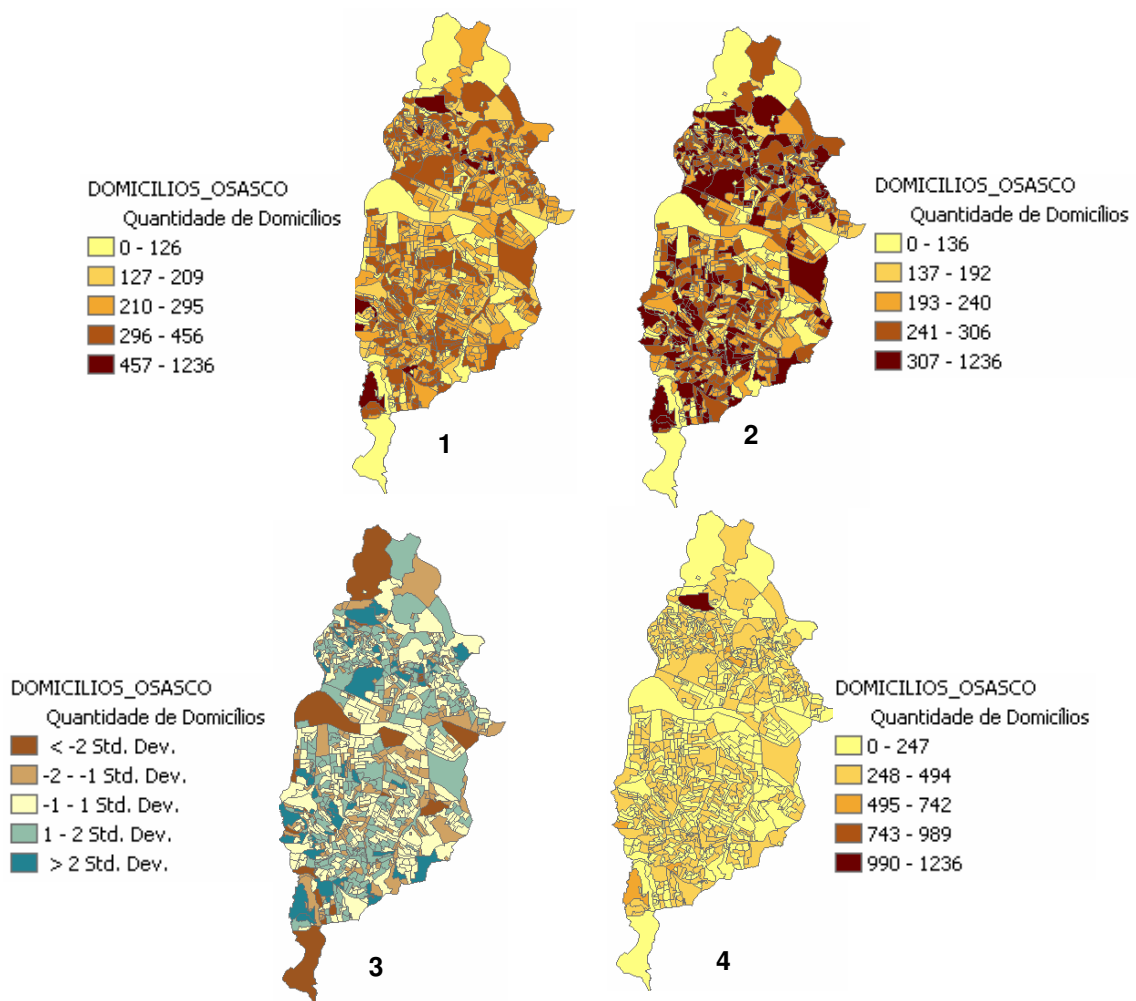 DOMICILIOS_OSASCO
Quantidade de Domicílios
0 - 126
127 - 209
210 - 295
296 - 456
457 - 1236
1
DOMICILIOS_OSASCO
Quantidade de Domicílios
0 - 136
137 - 192
193 - 240
241 - 306
307 - 1236
2
DOMICILIOS_OSASCO
Quantidade de Domicílios
< -2 Std. Dev.
-2 - -1 Std. Dev.
-1 - 1 Std. Dev.
1 - 2 Std. Dev.
> 2 Std. Dev.
3
DOMICILIOS_OSASCO
Quantidade de Domicílios
0 - 247
248 - 494
495 - 742
743 - 989
990 - 1236
4